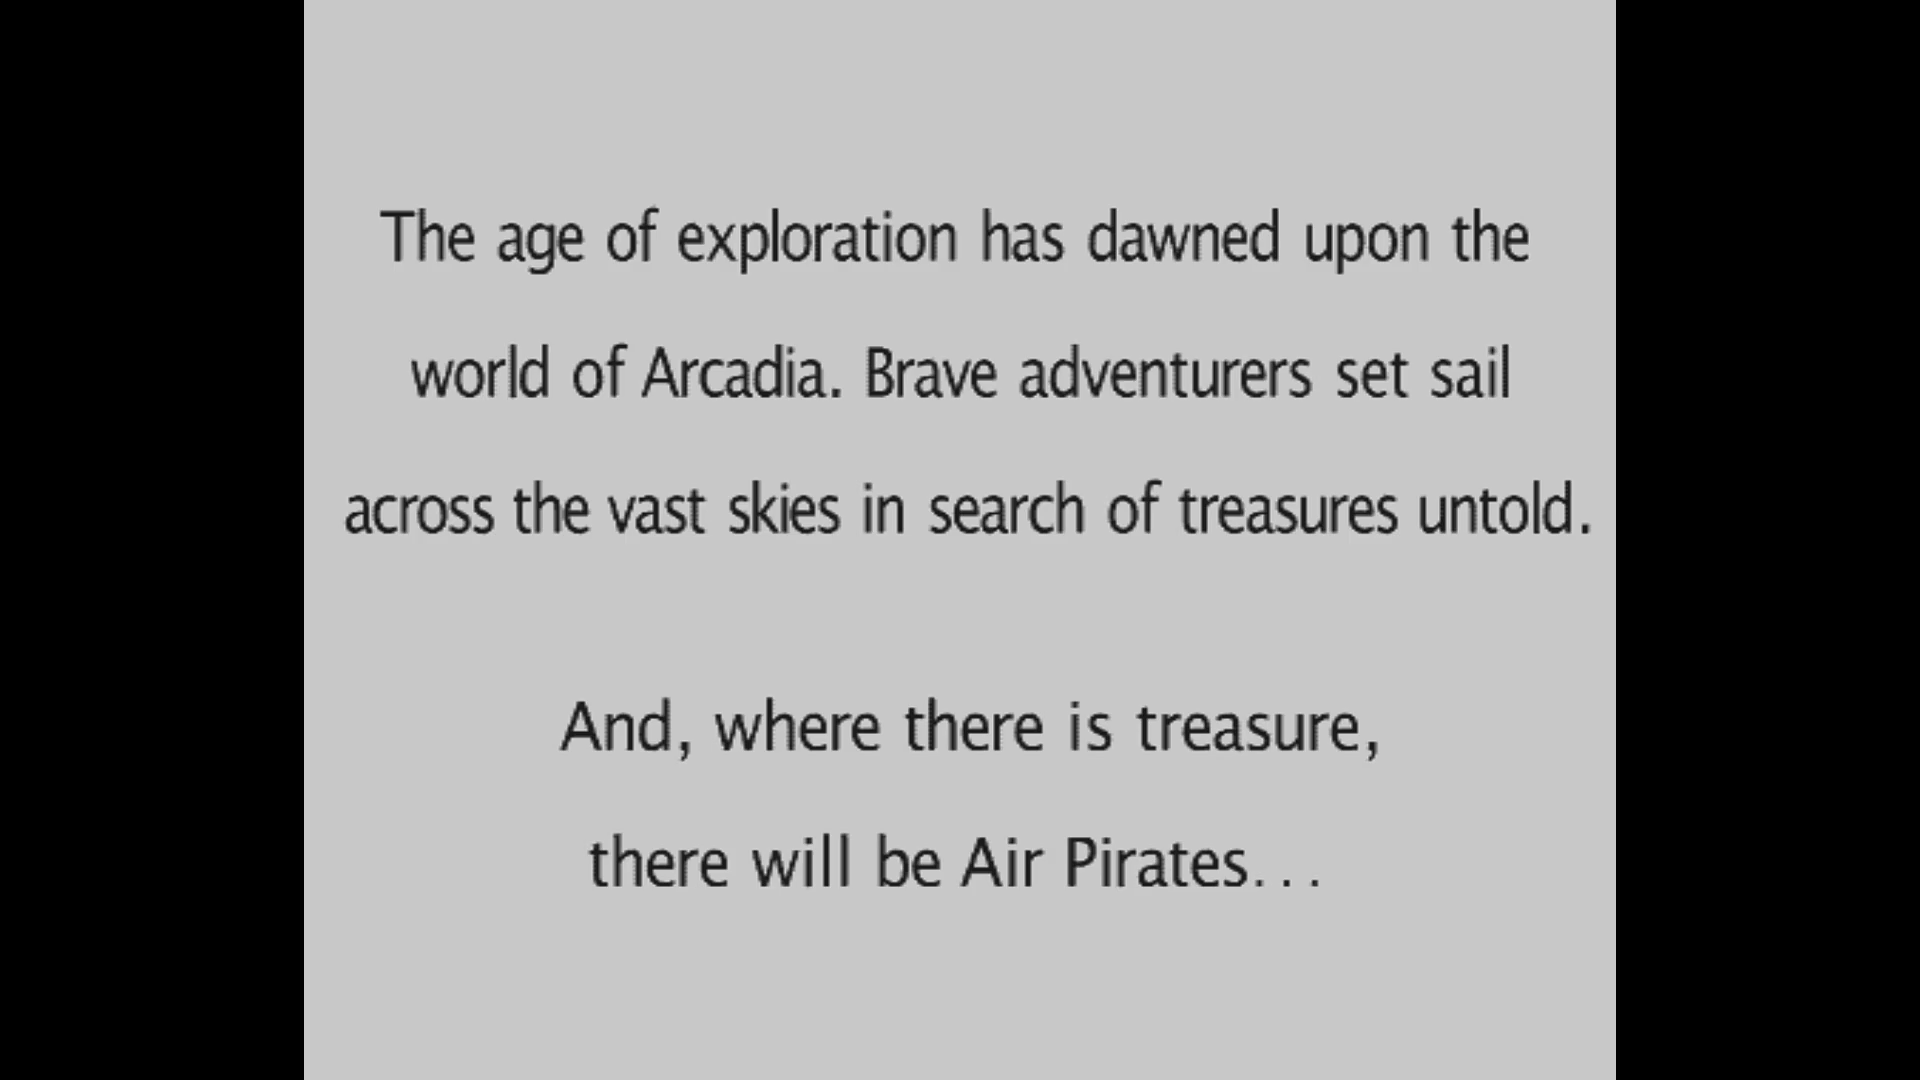 The age of exploration has dawned upon the
world of Arcadia. Brave adventurers set sail
across the vast skies in search of treasures untold.
And, where there is treasure,
there will be Air Pirates...